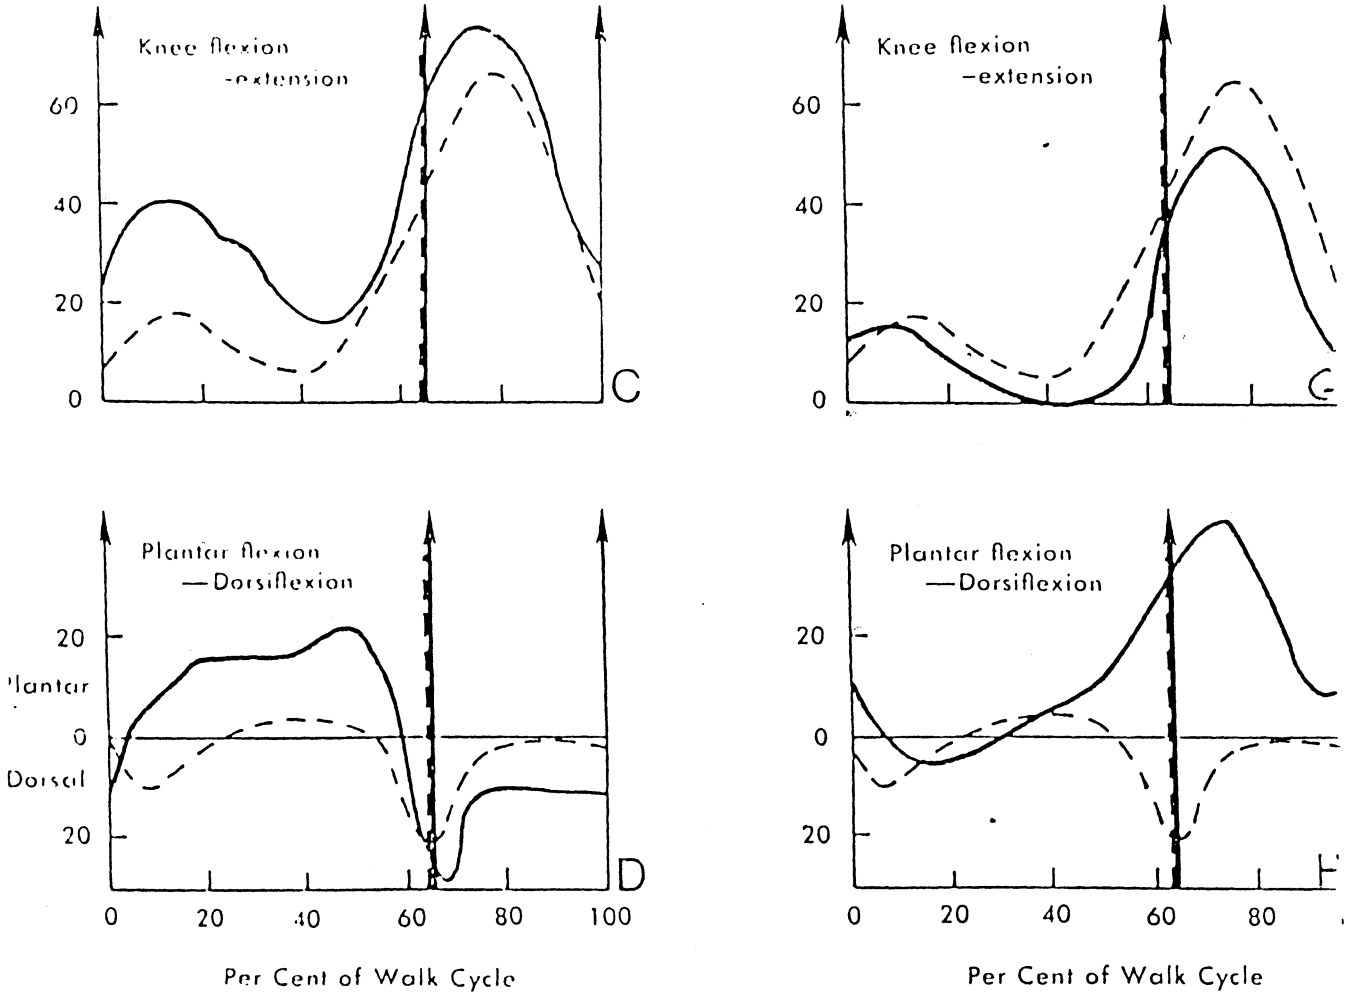 Knee flexion
-extension
60
40
20
0
C
Knee flexion
-extension
60
40
20
0
G
Plantar flexion
-Dorsiflexion
20
Plantar
0
Dorsal
20
D
0 20 40 60 80 100
Per Cent of Walk Cycle
Plantar flexion
-Dorsiflexion
20
0
20
0 20 40 60 80
Per Cent of Walk Cycle